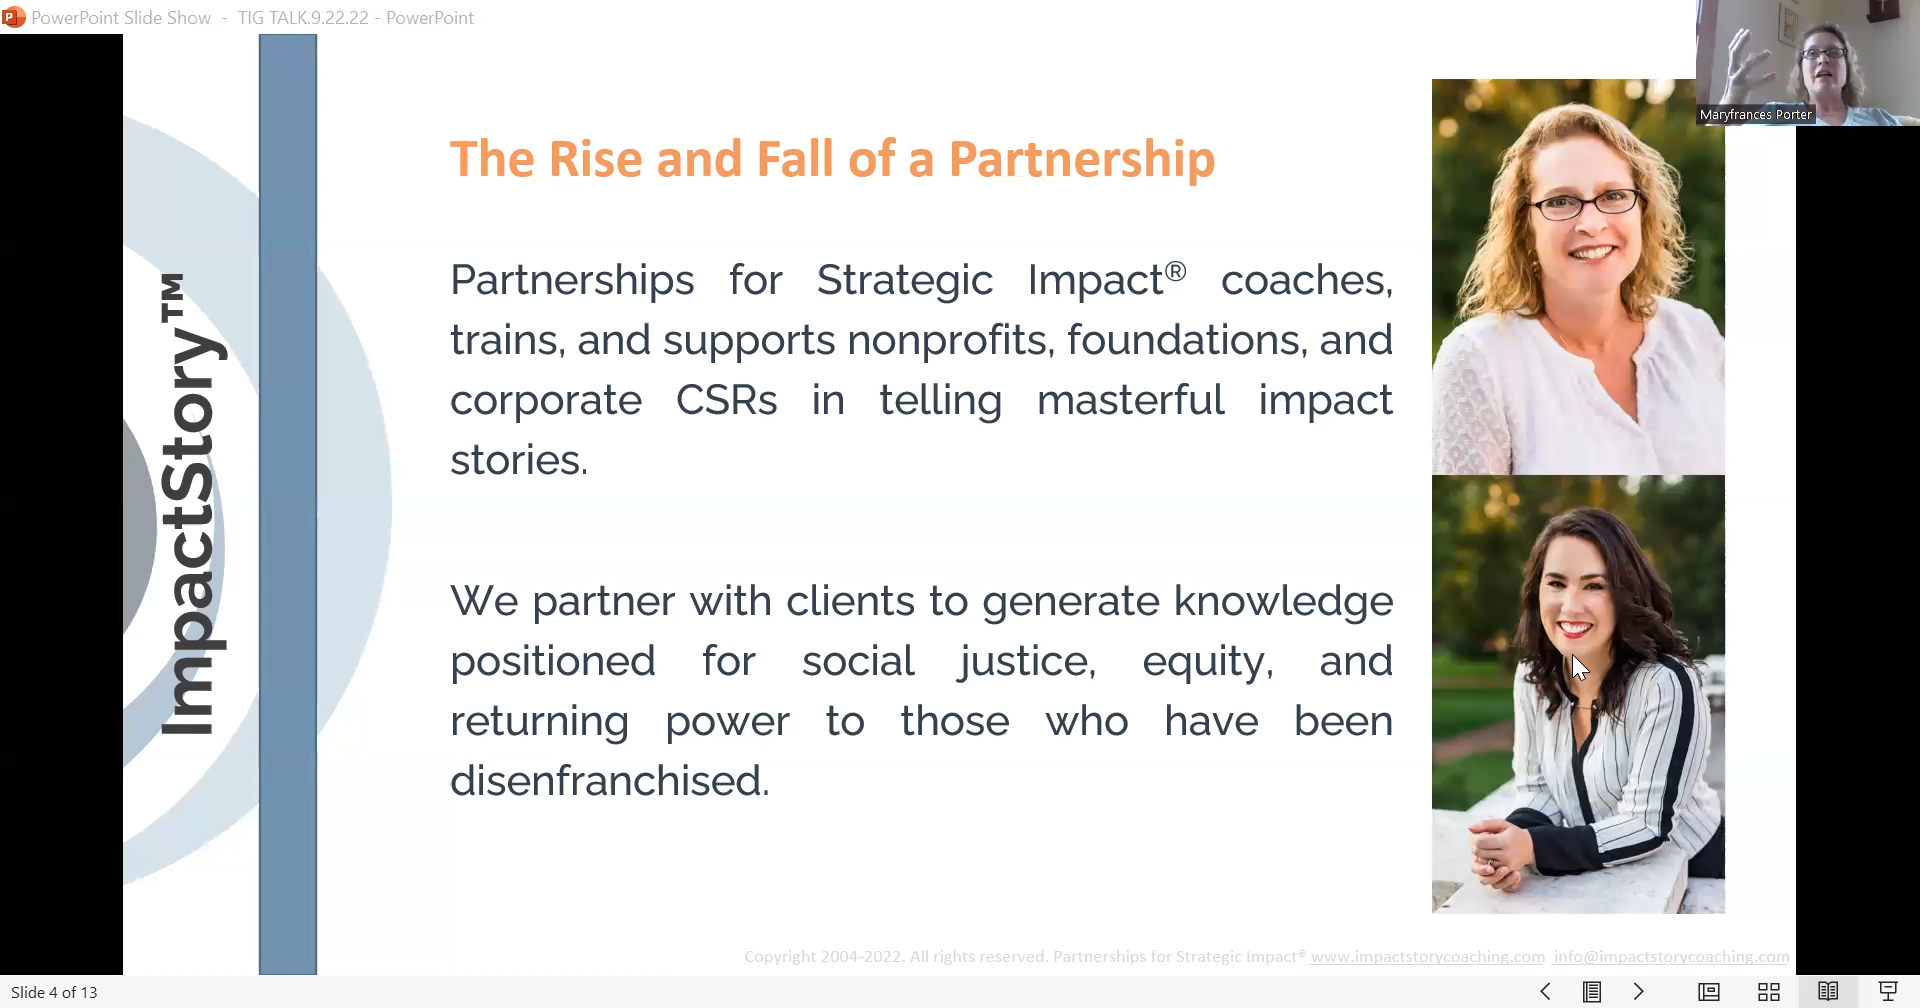 PowerPoint Slide Show - TIG TALK.9.22.22 - PowerPoint
Maryfrances Porter
ImpactStory™
The Rise and Fall of a Partnership
Partnerships for Strategic Impact® coaches,
trains, and supports nonprofits, foundations, and
corporate CSRs in telling masterful impact
stories.
We partner with clients to generate knowledge
positioned for social justice, equity, and
returning power to those who have been
disenfranchised.
Copyright 2004-2022. All rights reserved. Partnerships for Strategic Impact® www.impactstorycoaching.com info@impactstorycoaching.com
Slide 4 of 13